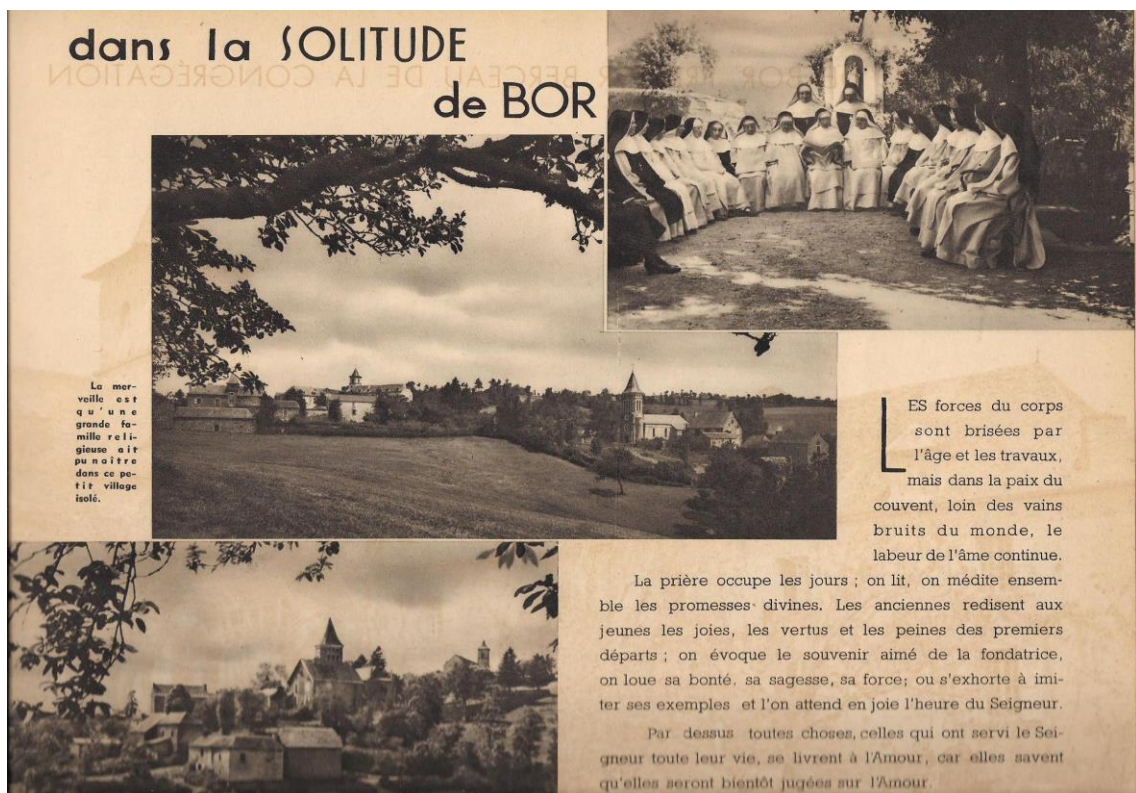 dans la SOLITUDE
de BOR
La mer-
veille est
qu'une
grande fa-
mille reli-
gieuse ait
pu naître
dans ce pe-
tit village
isolé.
LES forces du corps
sont brisées par
l'âge et les travaux,
mais dans la paix du
couvent, loin des vains
bruits du monde, le
labeur de l'âme continue.
La prière occupe les jours ; on lit, on médite ensem-
ble les promesses divines. Les anciennes redisent aux
jeunes les joies, les vertus et les peines des premiers
départs ; on évoque le souvenir aimé de la fondatrice,
on loue sa bonté, sa sagesse, sa force; ou s'exhorte à imi-
ter ses exemples et l'on attend en joie l'heure du Seigneur.
Par dessus toutes choses, celles qui ont servi le Sei-
gneur toute leur vie, se livrent à l'Amour, car elles savent
qu'elles seront bientôt jugées sur l'Amour.